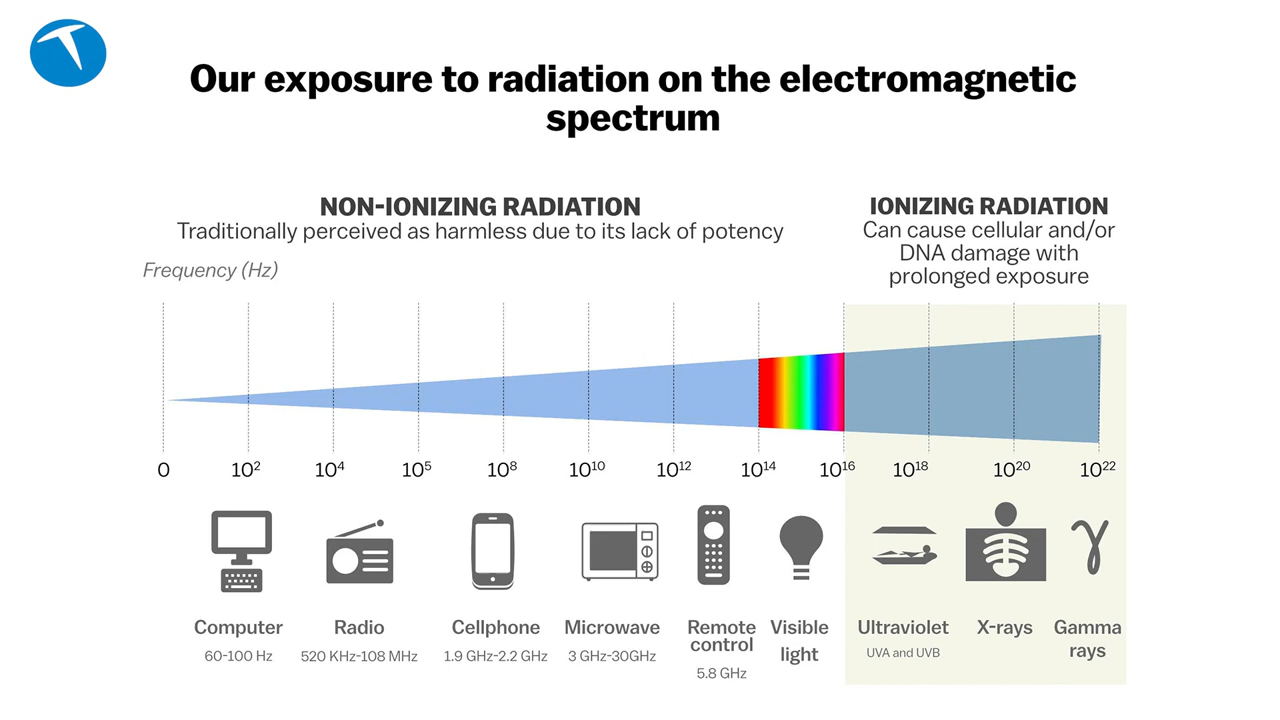 Our exposure to radiation on the electromagnetic
spectrum
NON-IONIZING RADIATION
Traditionally perceived as harmless due to its lack of potency
IONIZING RADIATION
Can cause cellular and/or
DNA damage with
prolonged exposure
Frequency (Hz)
0 10² 10⁴ 10⁵ 10⁸ 10¹⁰ 10¹² 10¹⁴ 10¹⁶ 10¹⁸ 10²⁰ 10²²
Computer
60-100 Hz
Radio
520 KHz-108 MHz
Cellphone
1.9 GHz-2.2 GHz
Microwave
3 GHz-30GHz
Remote
control
5.8 GHz
Visible
light
Ultraviolet
UVA and UVB
X-rays
Gamma
rays